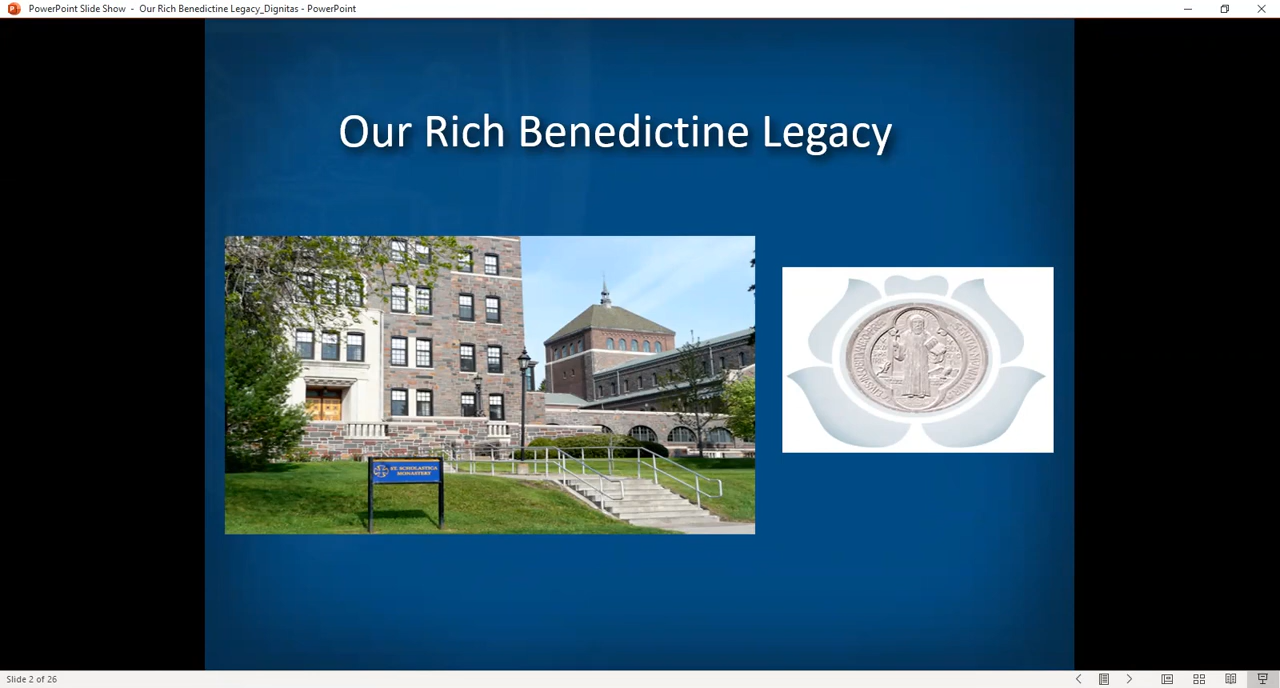 PowerPoint Slide Show - Our Rich Benedictine Legacy_Dignitas - PowerPoint
Our Rich Benedictine Legacy
ST. SCHOLASTICA
MONASTERY
Slide 2 of 26